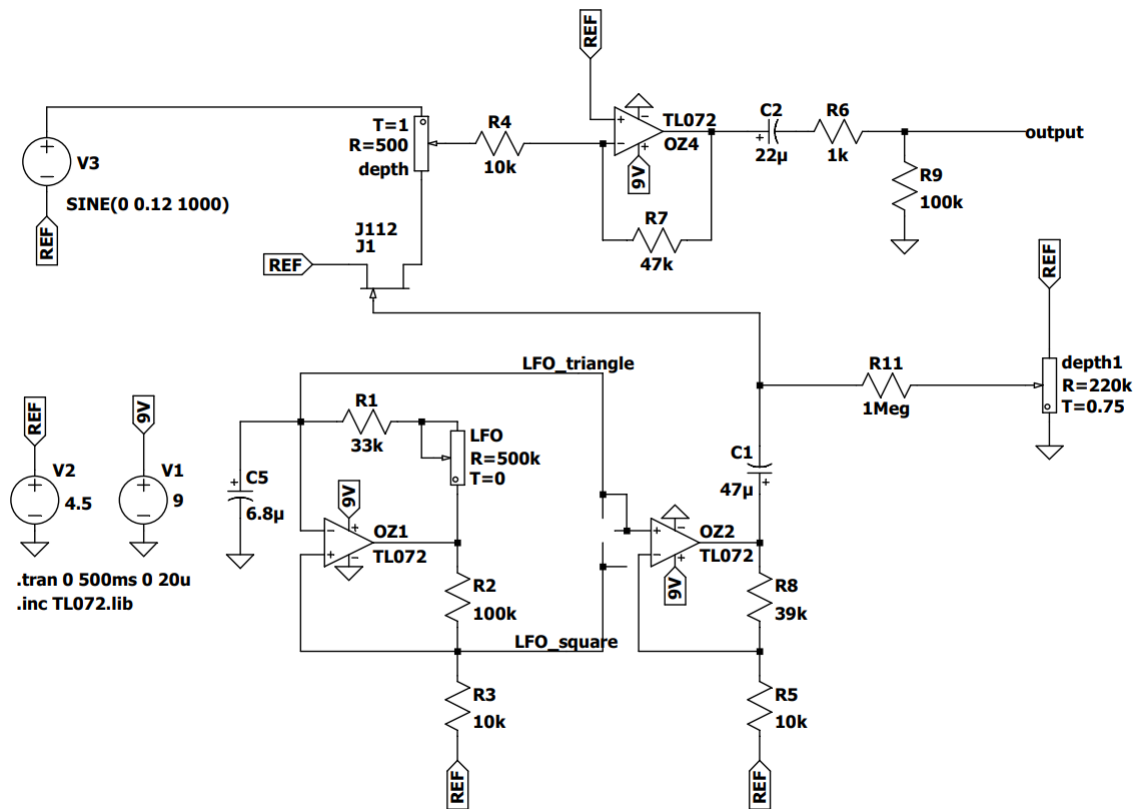 REF
V3
SINE(0 0.12 1000)
REF
T=1
R=500
depth
R4
10k
TL072
OZ4
9V
R7
47k
C2
22µ
R6
1k
output
R9
100k
J112
J1
REF
REF
depth1
R=220k
T=0.75
R11
1Meg
LFO_triangle
R1
33k
LFO
R=500k
T=0
C5
6.8µ
9V
OZ1
TL072
R2
100k
LFO_square
R3
10k
REF
C1
47µ
OZ2
TL072
9V
R8
39k
R5
10k
REF
REF
V2
4.5
9V
V1
9
.tran 0 500ms 0 20u
.inc TL072.lib